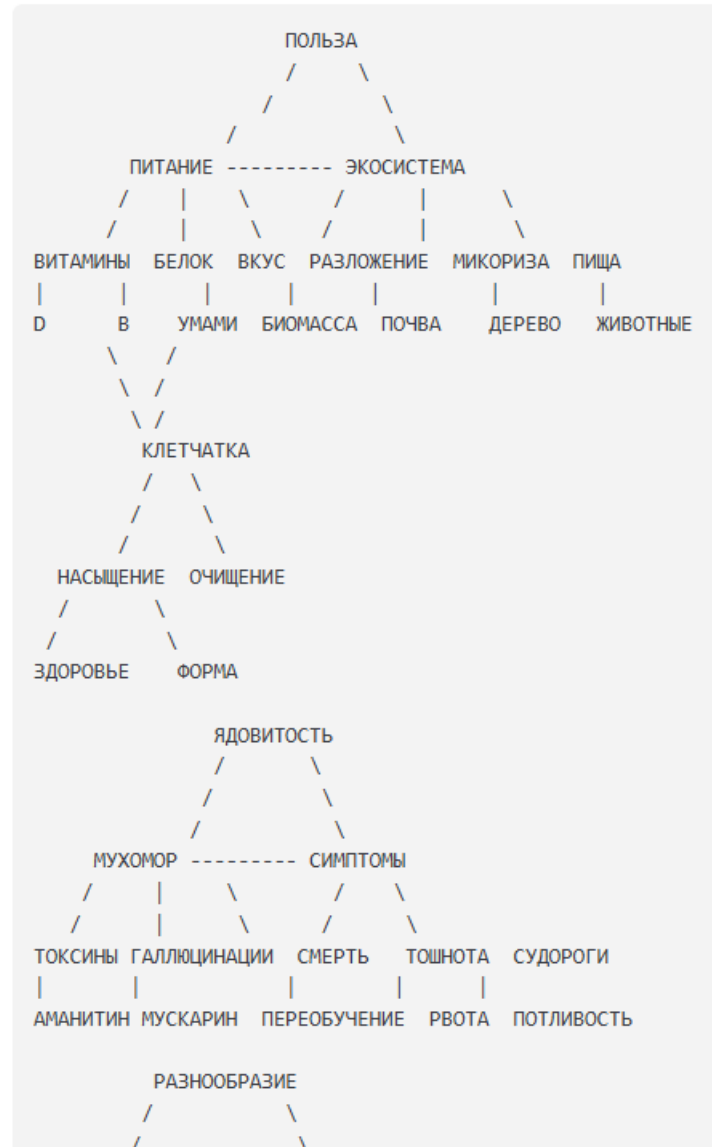 ПОЛЬЗА
ПИТАНИЕ --------- ЭКОСИСТЕМА
ВИТАМИНЫ БЕЛОК ВКУС РАЗЛОЖЕНИЕ МИКОРИЗА ПИЩА
D B УМАМИ БИОМАССА ПОЧВА ДЕРЕВО ЖИВОТНЫЕ
КЛЕТЧАТКА
НАСЫЩЕНИЕ ОЧИЩЕНИЕ
ЗДОРОВЬЕ ФОРМА
ЯДОВИТОСТЬ
МУХОМОР --------- СИМПТОМЫ
ТОКСИНЫ ГАЛЛЮЦИНАЦИИ СМЕРТЬ ТОШНОТА СУДОРОГИ
АМАНИТИН МУСКАРИН ПЕРЕОБУЧЕНИЕ РВОТА ПОТЛИВОСТЬ
РАЗНООБРАЗИЕ